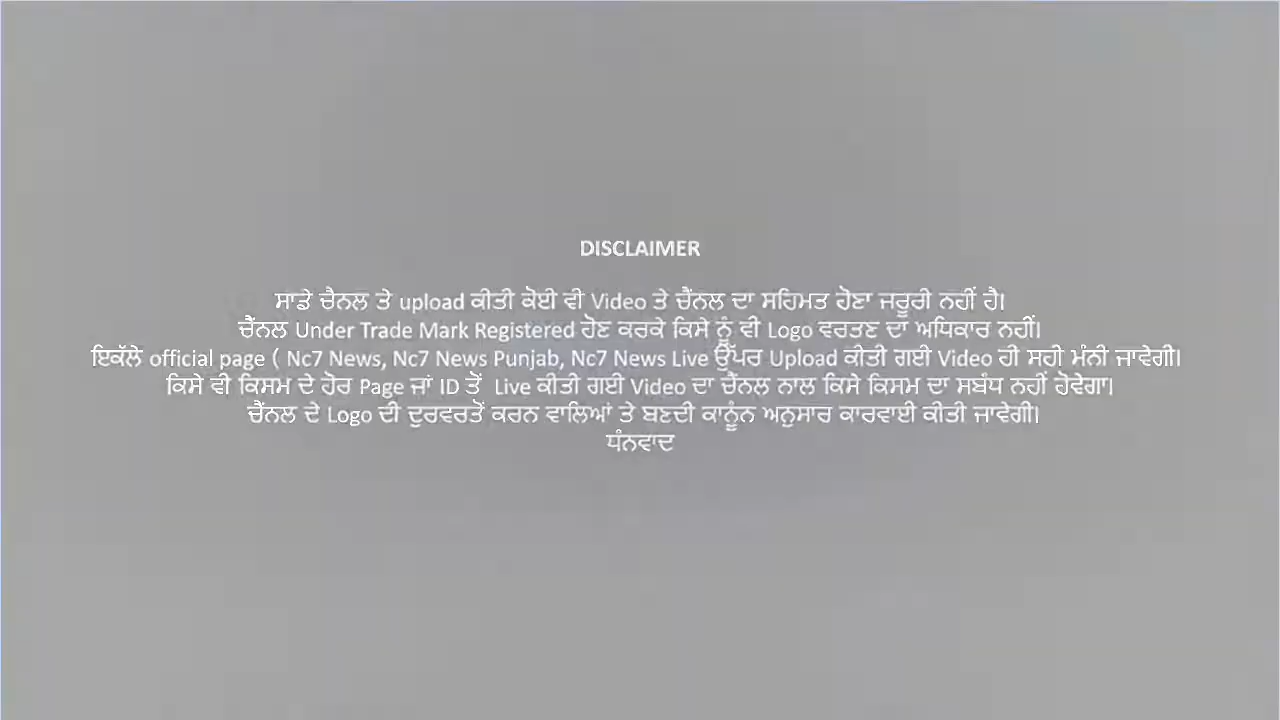 DISCLAIMER
ਸਾਡੇ ਚੈਨਲ ਤੇ upload ਕੀਤੀ ਕੋਈ ਵੀ Video ਤੇ ਚੈਂਨਲ ਦਾ ਸਹਿਮਤ ਹੋਣਾ ਜਰੂਰੀ ਨਹੀਂ ਹੈ।
ਚੈਂਨਲ Under Trade Mark Registered ਹੋਣ ਕਰਕੇ ਕਿਸੇ ਨੂੰ ਵੀ Logo ਵਰਤਣ ਦਾ ਅਧਿਕਾਰ ਨਹੀਂ।
ਇਕੱਲੇ official page ( Nc7 News, Nc7 News Punjab, Nc7 News Live ਉੱਪਰ Upload ਕੀਤੀ ਗਈ Video ਹੀ ਸਹੀ ਮੰਨੀ ਜਾਵੇਗੀ।
ਕਿਸੇ ਵੀ ਕਿਸਮ ਦੇ ਹੋਰ Page ਜਾਂ ID ਤੋਂ Live ਕੀਤੀ ਗਈ Video ਦਾ ਚੈਂਨਲ ਨਾਲ ਕਿਸੇ ਕਿਸਮ ਦਾ ਸਬੰਧ ਨਹੀਂ ਹੋਵੇਗਾ।
ਚੈਂਨਲ ਦੇ Logo ਦੀ ਦੁਰਵਰਤੋਂ ਕਰਨ ਵਾਲਿਆਂ ਤੇ ਬਣਦੀ ਕਾਨੂੰਨ ਅਨੁਸਾਰ ਕਾਰਵਾਈ ਕੀਤੀ ਜਾਵੇਗੀ।
ਧੰਨਵਾਦ